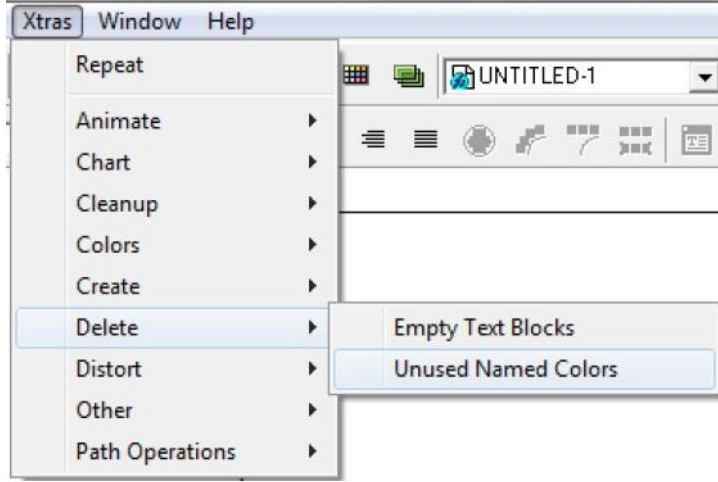 Xtras Window Help
Repeat
UNTITLED-1
Animate
Chart
Cleanup
Colors
Create
Delete
Empty Text Blocks
Distort
Unused Named Colors
Other
Path Operations